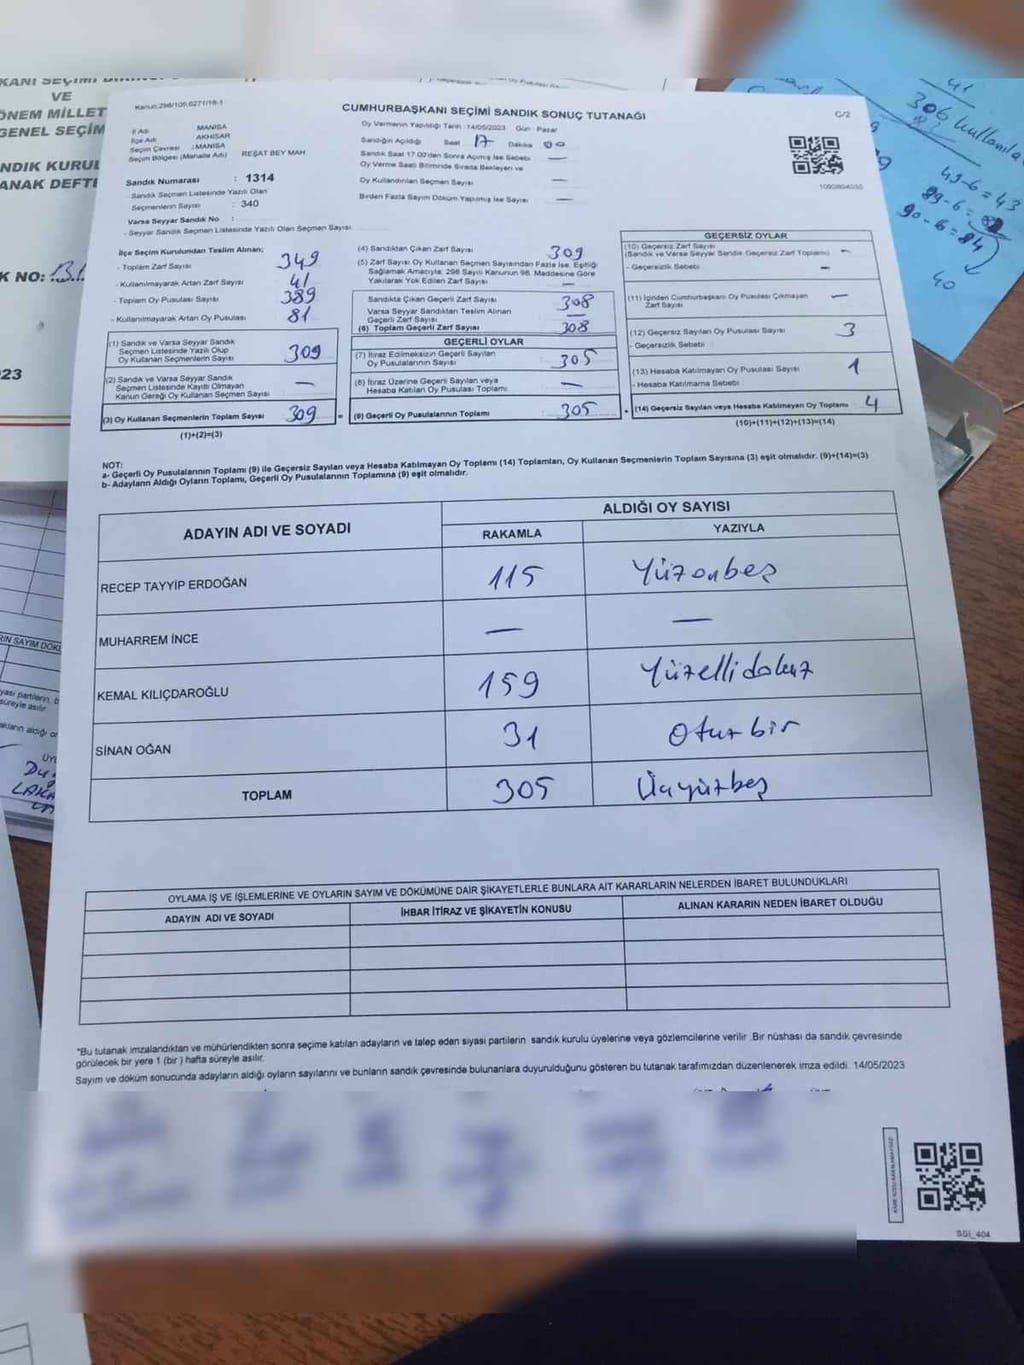 KANI SEÇİMİ
VE
ÖNEM MİLLET
GENEL SEÇİM
NDIK KURUL
ANAK DEFTE
K NO:
23
Kanun:298/105,6271/18-1
CUMHURBAŞKANI SEÇİMİ SANDIK SONUÇ TUTANAĞI
C/2
İl Adı MANİSA
İlçe Adı AKHİSAR
Seçim Çevresi :MANİSA
Seçim Bölgesi (Mahalle Adı) REŞAT BEY MAH
Sandık Numarası : 1314
Sandık Seçmen Listesinde Yazılı Olan
Seçmenlerin Sayısı : 340
Varsa Seyyar Sandık No :
- Seyyar Sandık Seçmen Listesinde Yazılı Olan Seçmen Sayısı
Oy Vermenin Yapıldığı Tarih :14/05/2023 Gün : Pazar
Sandığın Açıldığı Saat 17 Dakika 00
Sandık Saat 17.00'den Sonra Açılmış İse Sebebi —
Oy Verme Saati Bitiminde Sırada Bekleyen ve
Oy Kullandırılan Seçmen Sayısı —
Birden Fazla Sayım Döküm Yapılmış İse Sayısı —
İlçe Seçim Kurulundan Teslim Alınan;
- Toplam Zarf Sayısı 349
- Kullanılmayarak Artan Zarf Sayısı 41
- Toplam Oy Pusulası Sayısı 389
- Kullanılmayarak Artan Oy Pusulası 81
(1) Sandık ve Varsa Seyyar Sandık
Seçmen Listesinde Yazılı Olup
Oy Kullanan Seçmenlerin Sayısı 309
(2) Sandık ve Varsa Seyyar Sandık
Seçmen Listesinde Kaydı Olmayan
Kanun Gereği Oy Kullanan Seçmen Sayısı —
(3) Oy Kullanan Seçmenlerin Toplam Sayısı 309
(1)+(2)=(3)
(4) Sandıktan Çıkan Zarf Sayısı 309
(5) Zarf Sayısı Oy Kullanan Seçmen Sayısından Fazla İse, Eşitliği
Sağlamak Amacıyla; 298 Sayılı Kanunun 98. Maddesine Göre
Yakılarak Yok Edilen Zarf Sayısı —
Sandıkta Çıkan Geçerli Zarf Sayısı 308
Varsa Seyyar Sandıktan Teslim Alınan
Geçerli Zarf Sayısı —
(6) Toplam Geçerli Zarf Sayısı 308
GEÇERLİ OYLAR
(7) İtiraz Edilmeksizin Geçerli Sayılan
Oy Pusulalarının Sayısı 305
(8) İtiraz Üzerine Geçerli Sayılan veya
Hesaba Katılan Oy Pusulası Toplamı —
= (9) Geçerli Oy Pusulalarının Toplamı 305
GEÇERSİZ OYLAR
(10) Geçersiz Zarf Sayısı
(Sandık ve Varsa Seyyar Sandık Geçersiz Zarf Toplamı) —
- Geçersizlik Sebebi —
(11) İçinden Cumhurbaşkanı Oy Pusulası Çıkmayan
Zarf Sayısı —
(12) Geçersiz Sayılan Oy Pusulası Sayısı 3
- Geçersizlik Sebebi:
(13) Hesaba Katılmayan Oy Pusulası Sayısı 1
- Hesaba Katılmama Sebebi
+ (14) Geçersiz Sayılan veya Hesaba Katılmayan Oy Toplamı 4
(10)+(11)+(12)+(13)=(14)
NOT:
a- Geçerli Oy Pusulalarının Toplamı (9) ile Geçersiz Sayılan veya Hesaba Katılmayan Oy Toplamı (14) Toplamları, Oy Kullanan Seçmenlerin Toplam Sayısına (3) eşit olmalıdır. (9)+(14)=(3)
b- Adayların Aldığı Oyların Toplamı, Geçerli Oy Pusulalarının Toplamına (9) eşit olmalıdır.
ADAYIN ADI VE SOYADI
ALDIĞI OY SAYISI
RAKAMLA YAZIYLA
RECEP TAYYİP ERDOĞAN 115 Yüzonbeş
MUHARREM İNCE — —
KEMAL KILIÇDAROĞLU 159 Yüzellidokuz
SİNAN OĞAN 31 Oturbir
TOPLAM 305 Üçyüzbeş
OYLAMA İŞ VE İŞLEMLERİNE VE OYLARIN SAYIM VE DÖKÜMÜNE DAİR ŞİKAYETLERLE BUNLARA AİT KARARLARIN NELERDEN İBARET BULUNDUKLARI
ADAYIN ADI VE SOYADI İHBAR İTİRAZ VE ŞİKAYETİN KONUSU ALINAN KARARIN NEDEN İBARET OLDUĞU
*Bu tutanak imzalandıktan ve mühürlendikten sonra seçime katılan adayların ve talep eden siyasi partilerin sandık kurulu üyelerine veya gözlemcilerine verilir .Bir nüshası da sandık çevresinde
görülecek bir yere 1 (bir ) hafta süreyle asılır.
Sayım ve döküm sonucunda adayların aldığı oyların sayılarını ve bunların sandık çevresinde bulunanlara duyurulduğunu gösteren bu tutanak tarafımızdan düzenlenerek imza edildi. 14/05/2023
SGI_404
41
306
49-6=43
89-6=
90-6=84
40